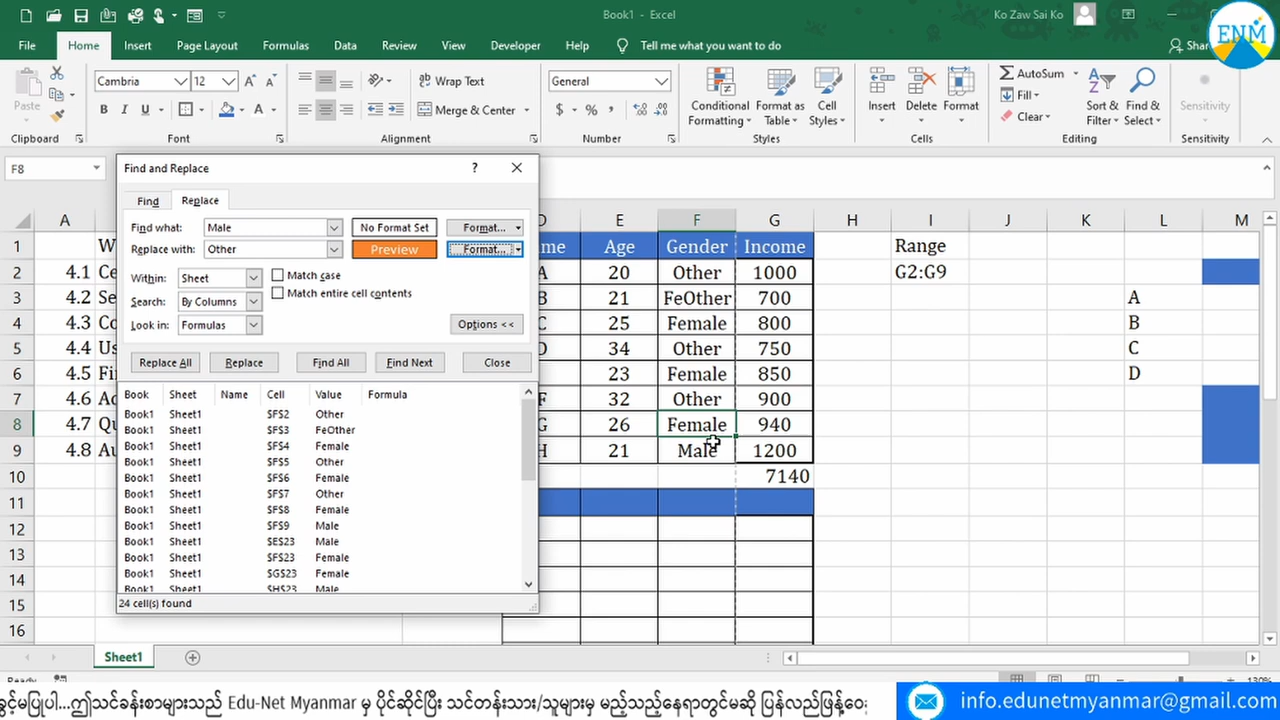 Book1 - Excel
Ko Zaw Sai Ko
ENM
File Home Insert Page Layout Formulas Data Review View Developer Help Tell me what you want to do
Paste
Cambria 12
B I U
Wrap Text
Merge & Center
General
$ % ,
Conditional Formatting
Format as Table
Cell Styles
Insert Delete Format
AutoSum
Fill
Clear
Sort & Filter
Find & Select
Sensitivity
Clipboard Font Alignment Number Styles Cells Editing Sensitivity
F8
Find and Replace ?
Find Replace
Find what: Male No Format Set Format...
Replace with: Other Preview Format...
Within: Sheet Match case
Search: By Columns Match entire cell contents
Look in: Formulas Options <<
Replace All Replace Find All Find Next Close
Book Sheet Name Cell Value Formula
Book1 Sheet1 $F$2 Other
Book1 Sheet1 $F$3 FeOther
Book1 Sheet1 $F$4 Female
Book1 Sheet1 $F$5 Other
Book1 Sheet1 $F$6 Female
Book1 Sheet1 $F$7 Other
Book1 Sheet1 $F$8 Female
Book1 Sheet1 $F$9 Male
Book1 Sheet1 $E$23 Male
Book1 Sheet1 $F$23 Female
Book1 Sheet1 $G$23 Female
Book1 Sheet1 $H$23 Male
24 cell(s) found
A D E F G H I J K L M
1 W me Age Gender Income Range
2 4.1 Ce A 20 Other 1000 G2:G9
3 4.2 Se B 21 FeOther 700 A
4 4.3 Co C 25 Female 800 B
5 4.4 Us D 34 Other 750 C
6 4.5 Fi 23 Female 850 D
7 4.6 Ad F 32 Other 900
8 4.7 Qu G 26 Female 940
9 4.8 Au H 21 Male 1200
10 7140
11
12
13
14
15
16
Sheet1
Ready 130%
ခွင့်မပြုပါ...ဤသင်ခန်းစာများသည် Edu-Net Myanmar မှ ပိုင်ဆိုင်ပြီး သင်တန်းသား/သူများမှ မည်သည့်နေရာတွင်မဆို ပြန်လည်ဖြန့်ဝေ
info.edunetmyanmar@gmail.com